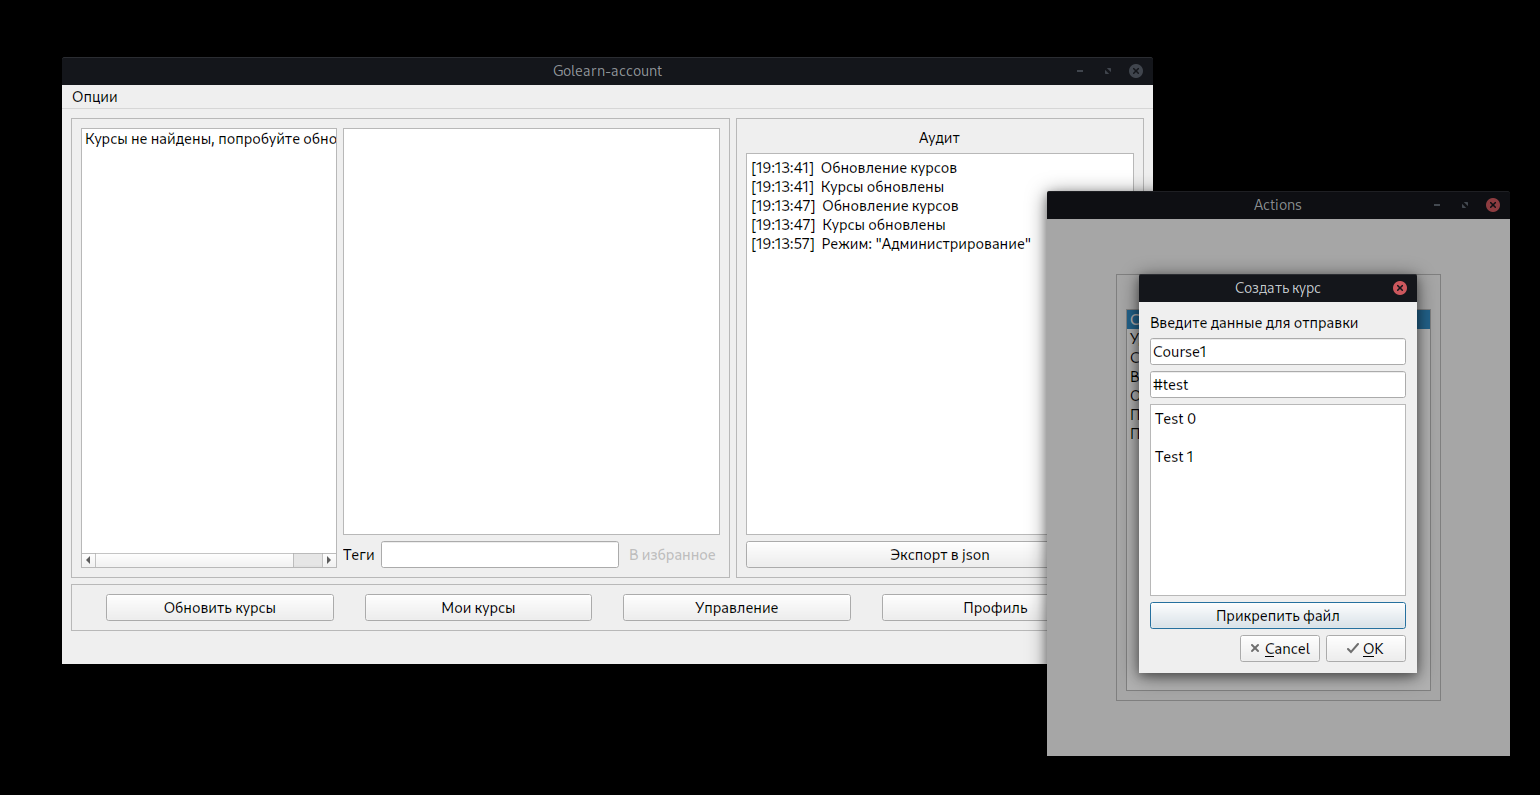 Golearn-account
Опции
Курсы не найдены, попробуйте
Аудит
[19:13:41] Обновление курсов
[19:13:41] Курсы обновлены
[19:13:47] Обновление курсов
[19:13:47] Курсы обновлены
[19:13:57] Режим: "Администрирование"
Теги
В избранное
Экспорт в json
Обновить курсы
Мои курсы
Управление
Профиль
Actions
Создать курс
Введите данные для отправки
Course1
#test
Test 0
Test 1
Прикрепить файл
Cancel
OK